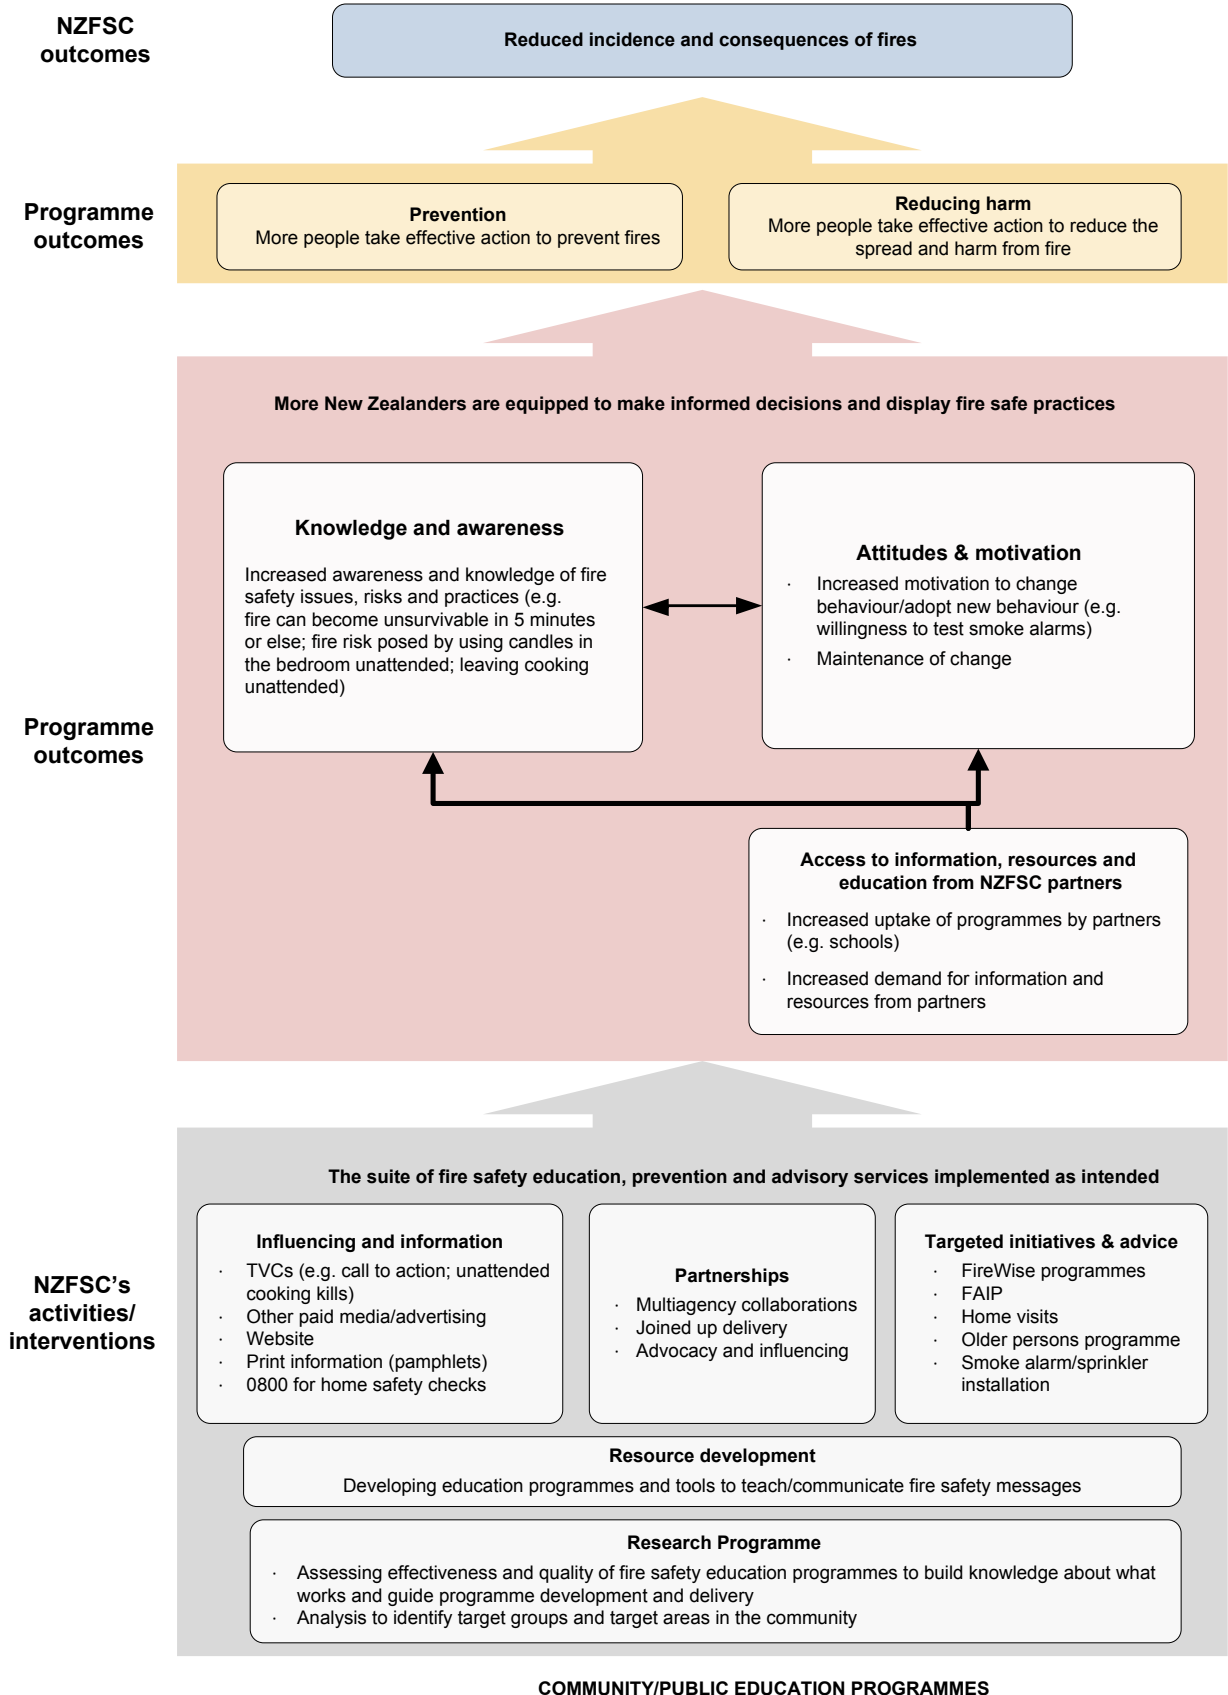 NZFSC
outcomes
Reduced incidence and consequences of fires
Programme
outcomes
Prevention
More people take effective action to prevent fires
Reducing harm
More people take effective action to reduce the
spread and harm from fire
More New Zealanders are equipped to make informed decisions and display fire safe practices
Programme
outcomes
Knowledge and awareness
Increased awareness and knowledge of fire
safety issues, risks and practices (e.g.
fire can become unsurvivable in 5 minutes
or else; fire risk posed by using candles in
the bedroom unattended; leaving cooking
unattended)
Attitudes & motivation
· Increased motivation to change
behaviour/adopt new behaviour (e.g.
willingness to test smoke alarms)
· Maintenance of change
Access to information, resources and
education from NZFSC partners
· Increased uptake of programmes by partners
(e.g. schools)
· Increased demand for information and
resources from partners
NZFSC's
activities/
interventions
The suite of fire safety education, prevention and advisory services implemented as intended
Influencing and information
· TVCs (e.g. call to action; unattended
cooking kills)
· Other paid media/advertising
· Website
· Print information (pamphlets)
· 0800 for home safety checks
Partnerships
· Multiagency collaborations
· Joined up delivery
· Advocacy and influencing
Targeted initiatives & advice
· FireWise programmes
· FAIP
· Home visits
· Older persons programme
· Smoke alarm/sprinkler
installation
Resource development
Developing education programmes and tools to teach/communicate fire safety messages
Research Programme
· Assessing effectiveness and quality of fire safety education programmes to build knowledge about what
works and guide programme development and delivery
· Analysis to identify target groups and target areas in the community
COMMUNITY/PUBLIC EDUCATION PROGRAMMES